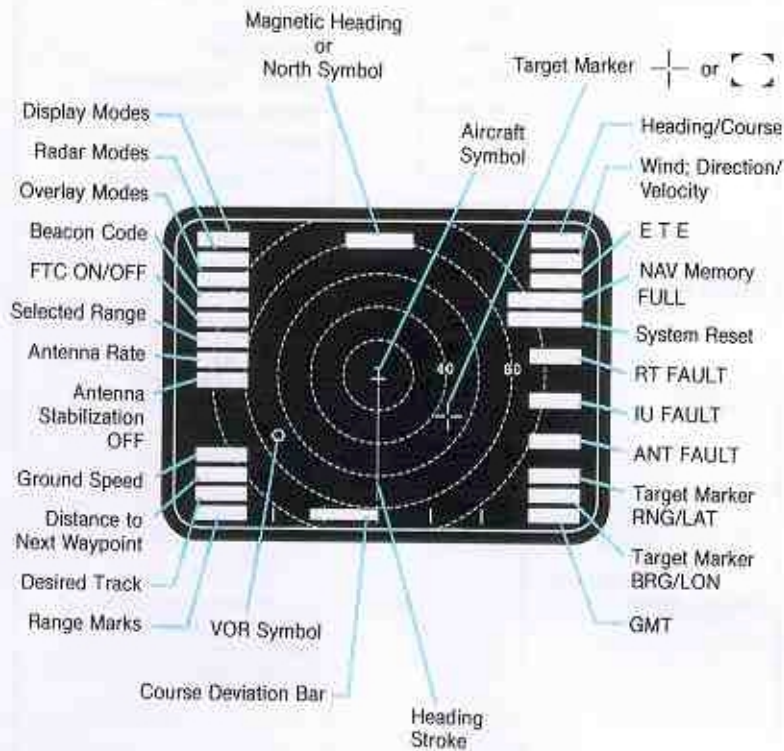 Magnetic Heading
or
North Symbol
Target Marker or
Display Modes
Radar Modes
Overlay Modes
Beacon Code
FTC ON/OFF
Selected Range
Antenna Rate
Antenna
Stabilization
OFF
Ground Speed
Distance to
Next Waypoint
Desired Track
Range Marks
Aircraft
Symbol
40
80
Heading/Course
Wind; Direction/
Velocity
E T E
NAV Memory
FULL
System Reset
RT FAULT
IU FAULT
ANT FAULT
Target Marker
RNG/LAT
Target Marker
BRG/LON
GMT
VOR Symbol
Course Deviation Bar
Heading
Stroke